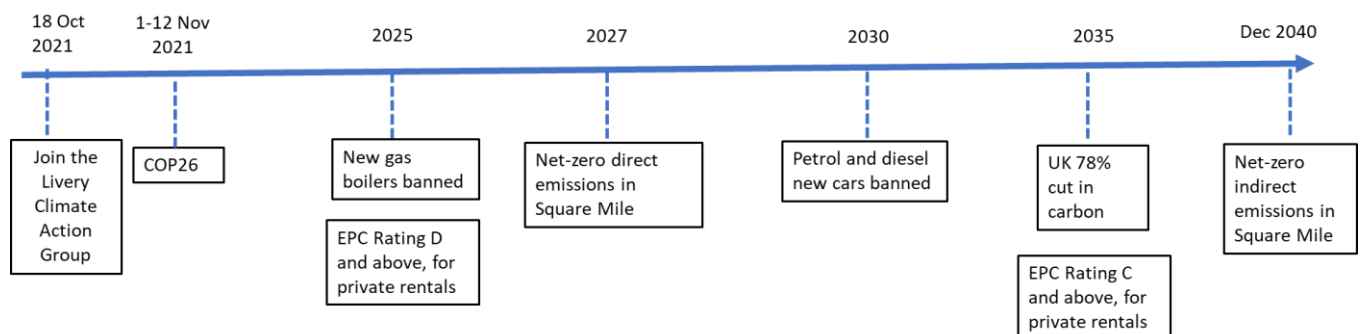 18 Oct
2021
1-12 Nov
2021
2025
2027
2030
2035
Dec 2040
Join the
Livery
Climate
Action
Group
COP26
New gas
boilers banned
EPC Rating D
and above, for
private rentals
Net-zero direct
emissions in
Square Mile
Petrol and diesel
new cars banned
UK 78%
cut in
carbon
EPC Rating C
and above, for
private rentals
Net-zero
indirect
emissions in
Square Mile